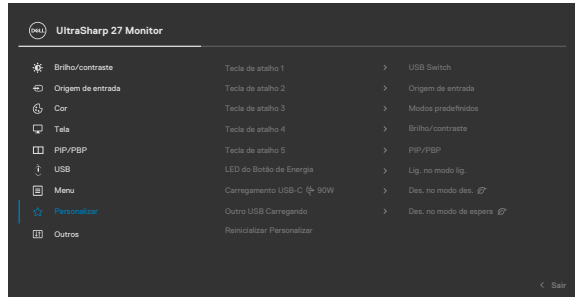 DELL UltraSharp 27 Monitor
Brilho/contraste Tecla de atalho 1 > USB Switch
Origem de entrada Tecla de atalho 2 > Origem de entrada
Cor Tecla de atalho 3 > Modos predefinidos
Tela Tecla de atalho 4 > Brilho/contraste
PIP/PBP Tecla de atalho 5 > PIP/PBP
USB LED do Botão de Energia > Lig. no modo lig.
Menu Carregamento USB-C 90W > Des. no modo des.
Personalizar Outro USB Carregando > Des. no modo de espera
Outros Reinicializar Personalizar
< Sair